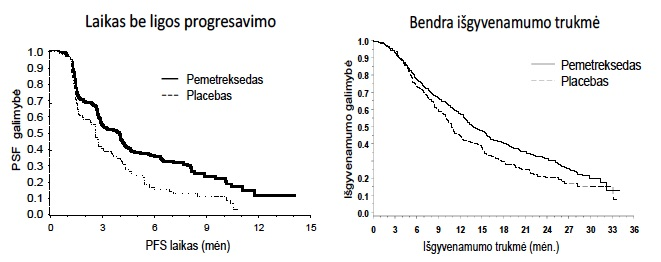 Laikas be ligos progresavimo
1.0
0.9
0.8
0.7
0.6
0.5
0.4
0.3
0.2
0.1
0.0
PSF galimybė
Pemetreksedas
Placebas
0 3 6 9 12 15
PFS laikas (mėn)
Bendra išgyvenamumo trukmė
1.0
0.9
0.8
0.7
0.6
0.5
0.4
0.3
0.2
0.1
0.0
Išgyvenamumo galimybė
Pemetreksedas
Placebas
0 3 6 9 12 15 18 21 24 27 30 33 36
Išgyvenamumo trukmė (mėn.)